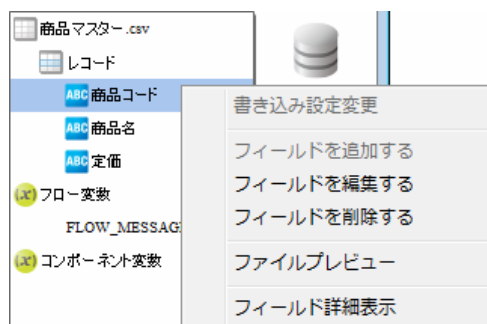 商品マスター.csv
レコード
ABC 商品コード
ABC 商品名
ABC 定価
(x) フロー変数
FLOW_MESSAG
(x) コンポーネント変数
書き込み設定変更
フィールドを追加する
フィールドを編集する
フィールドを削除する
ファイルプレビュー
フィールド詳細表示